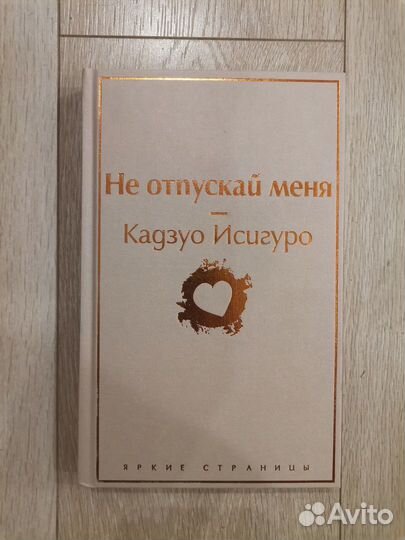 Не отпускай меня
Кадзуо Исигуро
ЯРКИЕ СТРАНИЦЫ
Avito